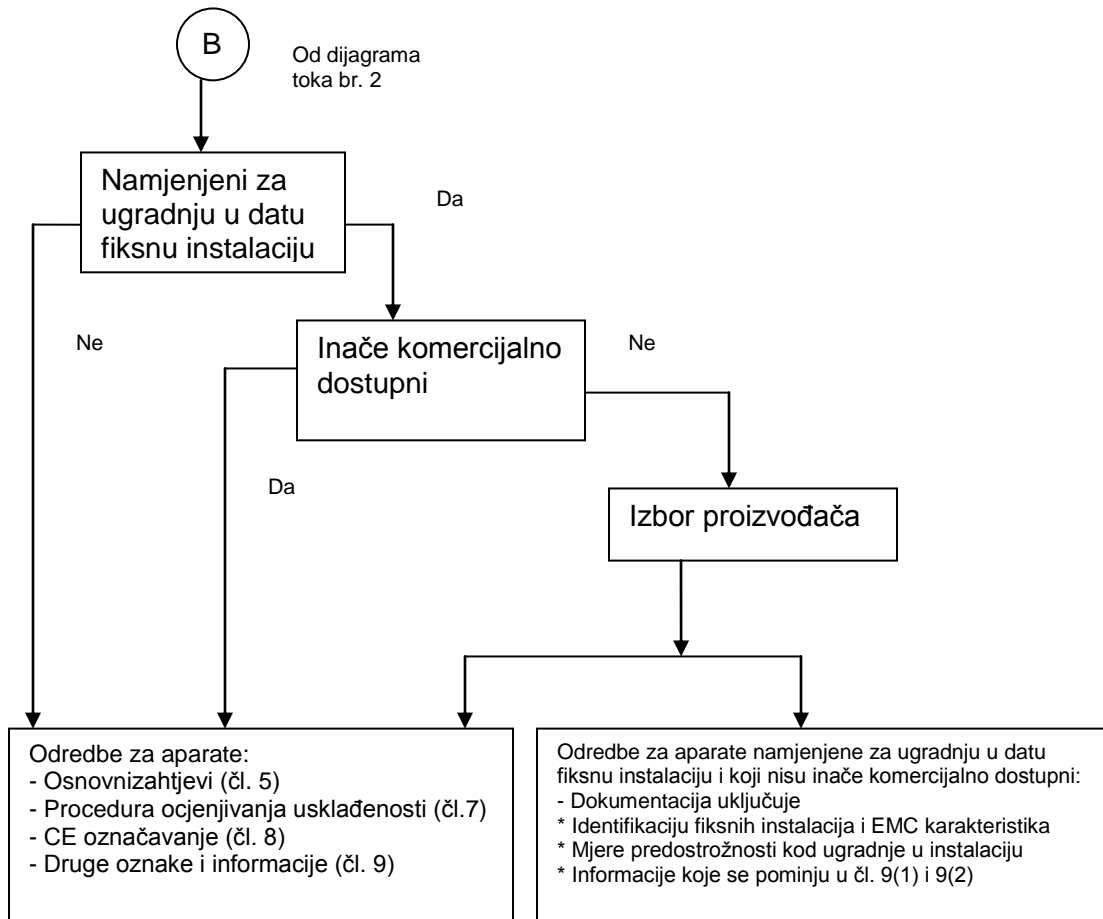 B
Od dijagrama
toka br. 2
Namjenjeni za
ugradnju u datu
fiksnu instalaciju
Da
Ne
Inače komercijalno
dostupni
Ne
Da
Izbor proizvođača
Odredbe za aparate:
- Osnovnizahtjevi (čl. 5)
- Procedura ocjenjivanja usklađenosti (čl.7)
- CE označavanje (čl. 8)
- Druge oznake i informacije (čl. 9)
Odredbe za aparate namjenjene za ugradnju u datu
fiksnu instalaciju i koji nisu inače komercijalno dostupni:
- Dokumentacija uključuje
* Identifikaciju fiksnih instalacija i EMC karakteristika
* Mjere predostrožnosti kod ugradnje u instalaciju
* Informacije koje se pominju u čl. 9(1) i 9(2)